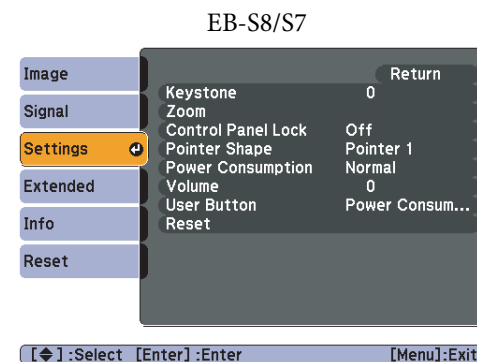 EB-S8/S7
Image
Signal
Settings
Extended
Info
Reset
Return
Keystone 0
Zoom
Control Panel Lock Off
Pointer Shape Pointer 1
Power Consumption Normal
Volume 0
User Button Power Consum...
Reset
[◆] :Select [Enter] :Enter [Menu]:Exit